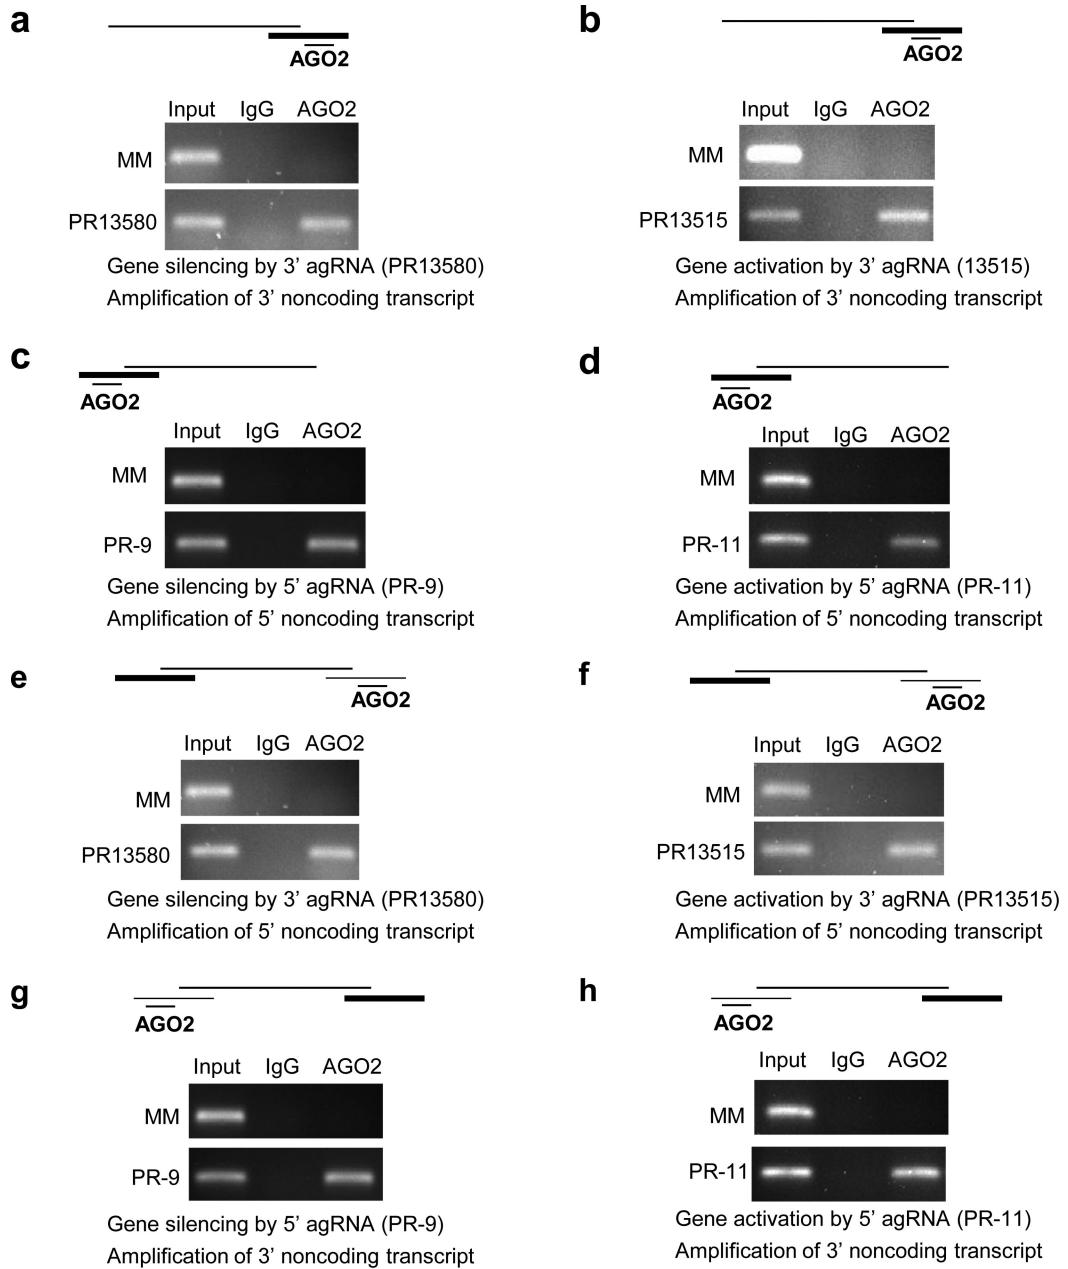 a
AGO2
Input IgG AGO2
MM
PR13580
Gene silencing by 3’ agRNA (PR13580)
Amplification of 3’ noncoding transcript
b
AGO2
Input IgG AGO2
MM
PR13515
Gene activation by 3’ agRNA (13515)
Amplification of 3’ noncoding transcript
c
AGO2
Input IgG AGO2
MM
PR-9
Gene silencing by 5’ agRNA (PR-9)
Amplification of 5’ noncoding transcript
d
AGO2
Input IgG AGO2
MM
PR-11
Gene activation by 5’ agRNA (PR-11)
Amplification of 5’ noncoding transcript
e
AGO2
Input IgG AGO2
MM
PR13580
Gene silencing by 3’ agRNA (PR13580)
Amplification of 5’ noncoding transcript
f
AGO2
Input IgG AGO2
MM
PR13515
Gene activation by 3’ agRNA (PR13515)
Amplification of 5’ noncoding transcript
g
AGO2
Input IgG AGO2
MM
PR-9
Gene silencing by 5’ agRNA (PR-9)
Amplification of 3’ noncoding transcript
h
AGO2
Input IgG AGO2
MM
PR-11
Gene activation by 5’ agRNA (PR-11)
Amplification of 3’ noncoding transcript